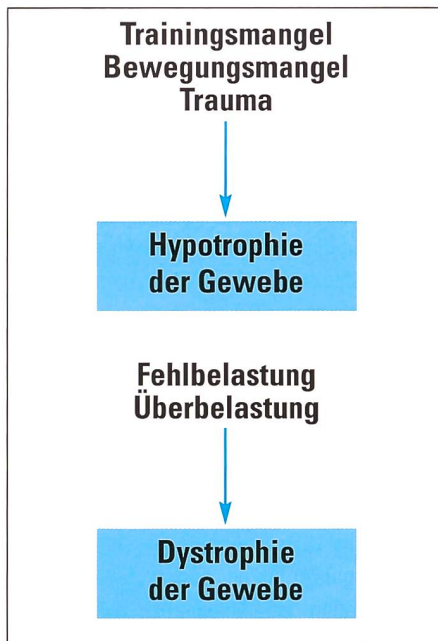 Trainingsmangel
Bewegungsmangel
Trauma
Hypotrophie
der Gewebe
Fehlbelastung
Überbelastung
Dystrophie
der Gewebe